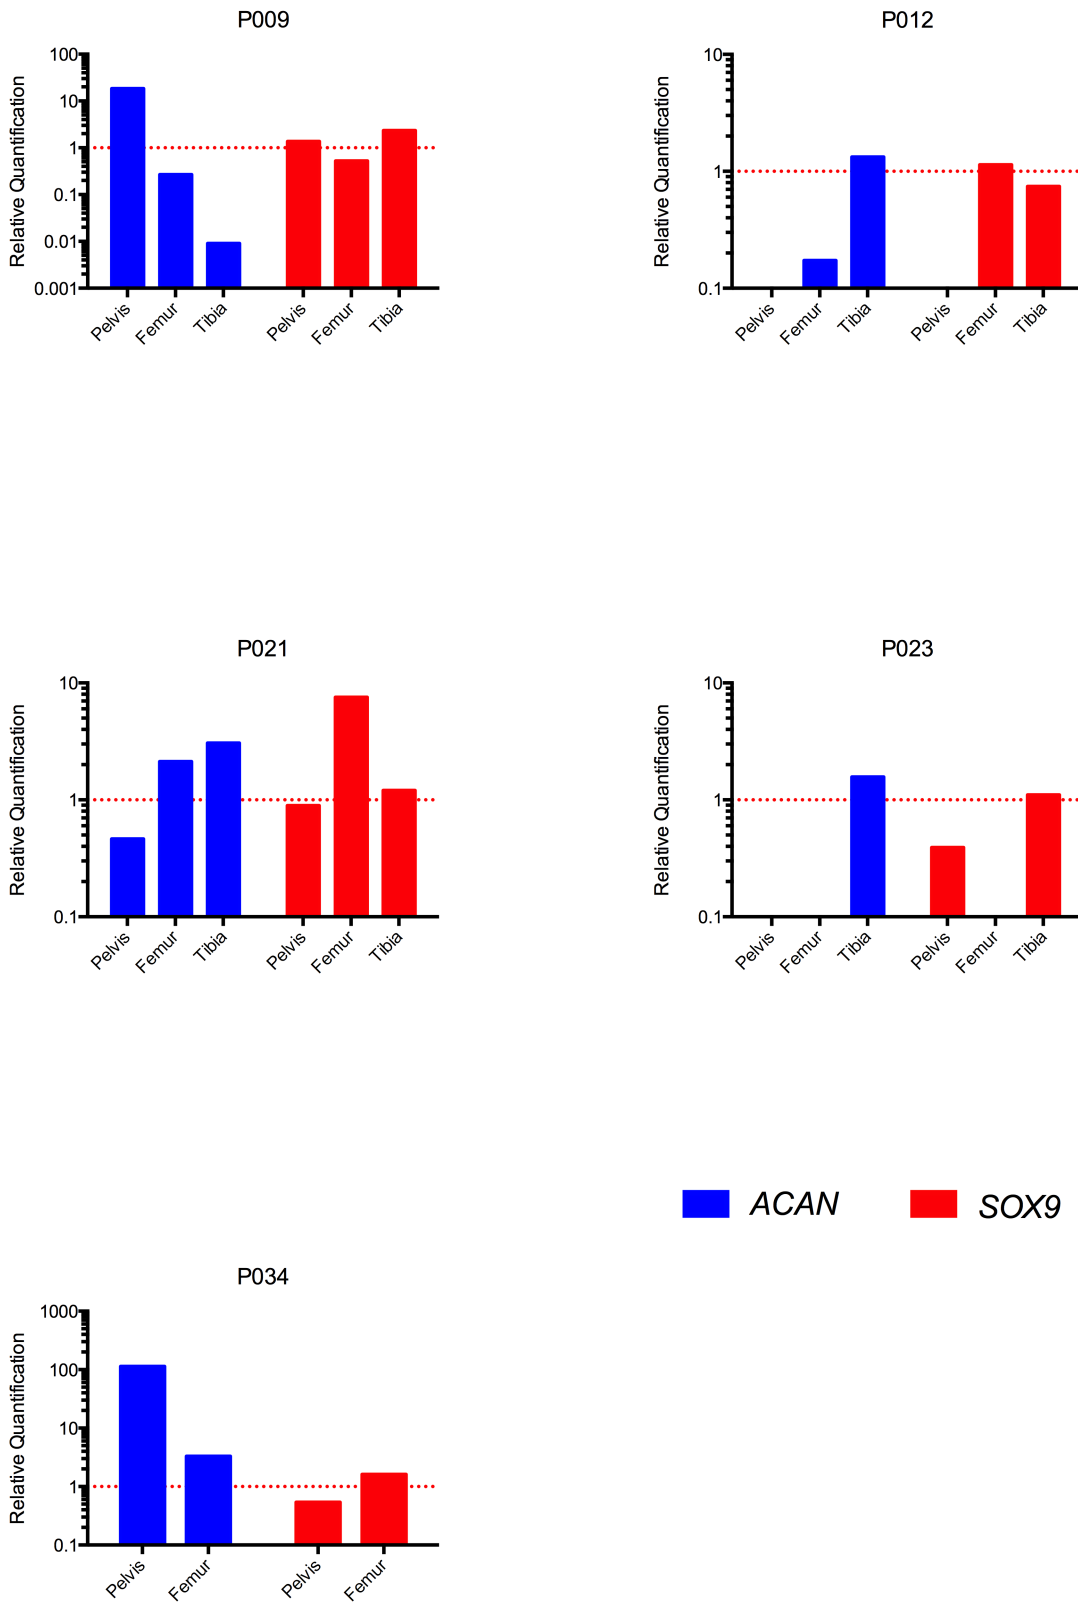 P009
Relative Quantification
100
10
1
0.1
0.01
0.001
Pelvis
Femur
Tibia
Pelvis
Femur
Tibia
P012
Relative Quantification
10
1
0.1
Pelvis
Femur
Tibia
Pelvis
Femur
Tibia
P021
Relative Quantification
10
1
0.1
Pelvis
Femur
Tibia
Pelvis
Femur
Tibia
P023
Relative Quantification
10
1
0.1
Pelvis
Femur
Tibia
Pelvis
Femur
Tibia
ACAN
SOX9
P034
Relative Quantification
1000
100
10
1
0.1
Pelvis
Femur
Pelvis
Femur